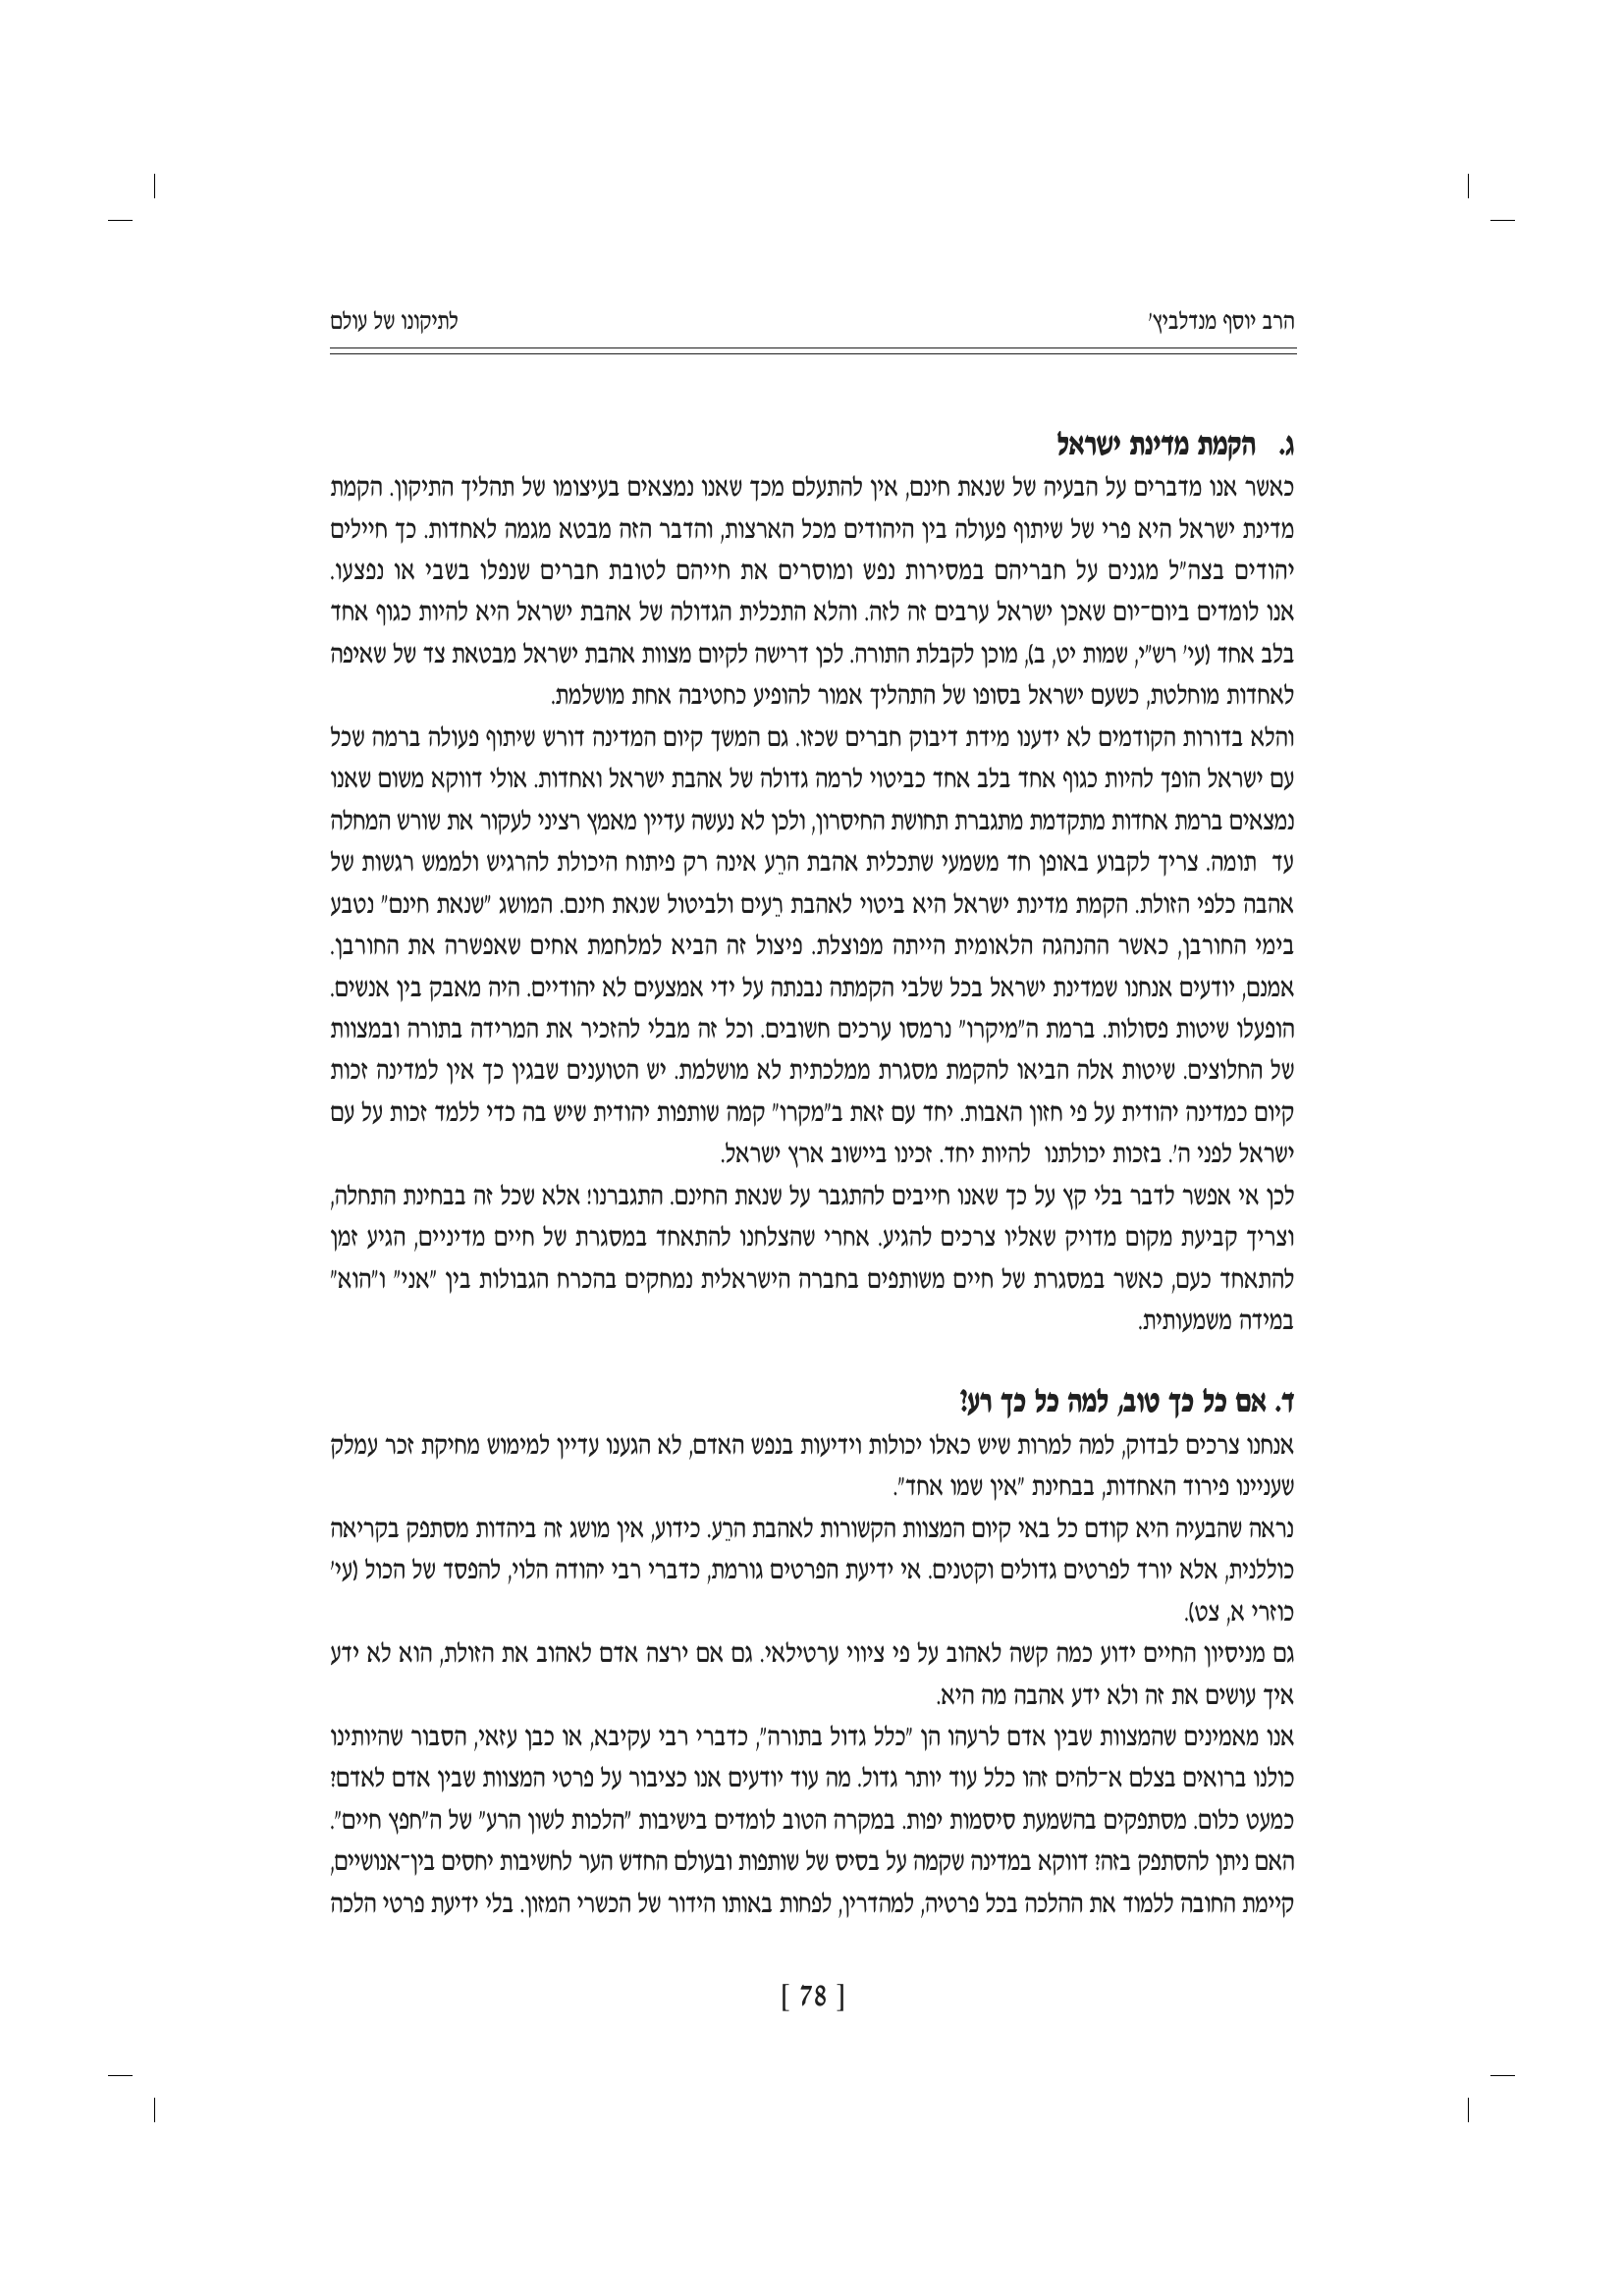 הרב יוסף מנדלביץ' לתיקונו של עולם
ג. הקמת מדינת ישראל
כאשר אנו מדברים על הבעיה של שנאת חינם, אין להתעלם מכך שאנו נמצאים בעיצומו של תהליך התיקון. הקמת
מדינת ישראל היא פרי של שיתוף פעולה בין היהודים מכל הארצות, והדבר הזה מבטא מגמה לאחדות. כך חיילים
יהודים בצה"ל מגנים על חבריהם במסירות נפש ומוסרים את חייהם לטובת חברים שנפלו בשבי או נפצעו.
אנו לומדים ביום־יום שאכן ישראל ערבים זה לזה. והלא התכלית הגדולה של אהבת ישראל היא להיות כגוף אחד
בלב אחד (עי' רש"י, שמות יט, ב), מוכן לקבלת התורה. לכן דרישה לקיום מצוות אהבת ישראל מבטאת צד של שאיפה
לאחדות מוחלטת, כשעם ישראל בסופו של התהליך אמור להופיע כחטיבה אחת מושלמת.
והלא בדורות הקודמים לא ידענו מידת דיבוק חברים שכזו. גם המשך קיום המדינה דורש שיתוף פעולה ברמה שכל
עם ישראל הופך להיות כגוף אחד בלב אחד כביטוי לרמה גדולה של אהבת ישראל ואחדות. אולי דווקא משום שאנו
נמצאים ברמת אחדות מתקדמת מתגברת תחושת החיסרון, ולכן לא נעשה עדיין מאמץ רציני לעקור את שורש המחלה
עד תומה. צריך לקבוע באופן חד משמעי שתכלית אהבת הרֵע אינה רק פיתוח היכולת להרגיש ולממש רגשות של
אהבה כלפי הזולת. הקמת מדינת ישראל היא ביטוי לאהבת רֵעים ולביטול שנאת חינם. המושג "שנאת חינם" נטבע
בימי החורבן, כאשר ההנהגה הלאומית הייתה מפוצלת. פיצול זה הביא למלחמת אחים שאפשרה את החורבן.
אמנם, יודעים אנחנו שמדינת ישראל בכל שלבי הקמתה נבנתה על ידי אמצעים לא יהודיים. היה מאבק בין אנשים.
הופעלו שיטות פסולות. ברמת ה"מיקרו" נרמסו ערכים חשובים. וכל זה מבלי להזכיר את המרידה בתורה ובמצוות
של החלוצים. שיטות אלה הביאו להקמת מסגרת ממלכתית לא מושלמת. יש הטוענים שבגין כך אין למדינה זכות
קיום כמדינה יהודית על פי חזון האבות. יחד עם זאת ב"מקרו" קמה שותפות יהודית שיש בה כדי ללמד זכות על עם
ישראל לפני ה'. בזכות יכולתנו להיות יחד. זכינו ביישוב ארץ ישראל.
לכן אי אפשר לדבר בלי קץ על כך שאנו חייבים להתגבר על שנאת החינם. התגברנו! אלא שכל זה בבחינת התחלה,
וצריך קביעת מקום מדויק שאליו צרכים להגיע. אחרי שהצלחנו להתאחד במסגרת של חיים מדיניים, הגיע זמן
להתאחד כעם, כאשר במסגרת של חיים משותפים בחברה הישראלית נמחקים בהכרח הגבולות בין "אני" ו"הוא"
במידה משמעותית.
ד. אם כל כך טוב, למה כל כך רע?
אנחנו צרכים לבדוק, למה למרות שיש כאלו יכולות וידיעות בנפש האדם, לא הגענו עדיין למימוש מחיקת זכר עמלק
שעניינו פירוד האחדות, בבחינת "אין שמו אחד".
נראה שהבעיה היא קודם כל באי קיום המצוות הקשורות לאהבת הרֵע. כידוע, אין מושג זה ביהדות מסתפק בקריאה
כוללנית, אלא יורד לפרטים גדולים וקטנים. אי ידיעת הפרטים גורמת, כדברי רבי יהודה הלוי, להפסד של הכול (עי'
כוזרי א, צט).
גם מניסיון החיים ידוע כמה קשה לאהוב על פי ציווי ערטילאי. גם אם ירצה אדם לאהוב את הזולת, הוא לא ידע
איך עושים את זה ולא ידע אהבה מה היא.
אנו מאמינים שהמצוות שבין אדם לרעהו הן "כלל גדול בתורה", כדברי רבי עקיבא, או כבן עזאי, הסבור שהיותינו
כולנו ברואים בצלם א־להים זהו כלל עוד יותר גדול. מה עוד יודעים אנו כציבור על פרטי המצוות שבין אדם לאדם?
כמעט כלום. מסתפקים בהשמעת סיסמות יפות. במקרה הטוב לומדים בישיבות "הלכות לשון הרע" של ה"חפץ חיים".
האם ניתן להסתפק בזה? דווקא במדינה שקמה על בסיס של שותפות ובעולם החדש הער לחשיבות יחסים בין־אנושיים,
קיימת החובה ללמוד את ההלכה בכל פרטיה, למהדרין, לפחות באותו הידור של הכשרי המזון. בלי ידיעת פרטי הלכה
[ 78 ]